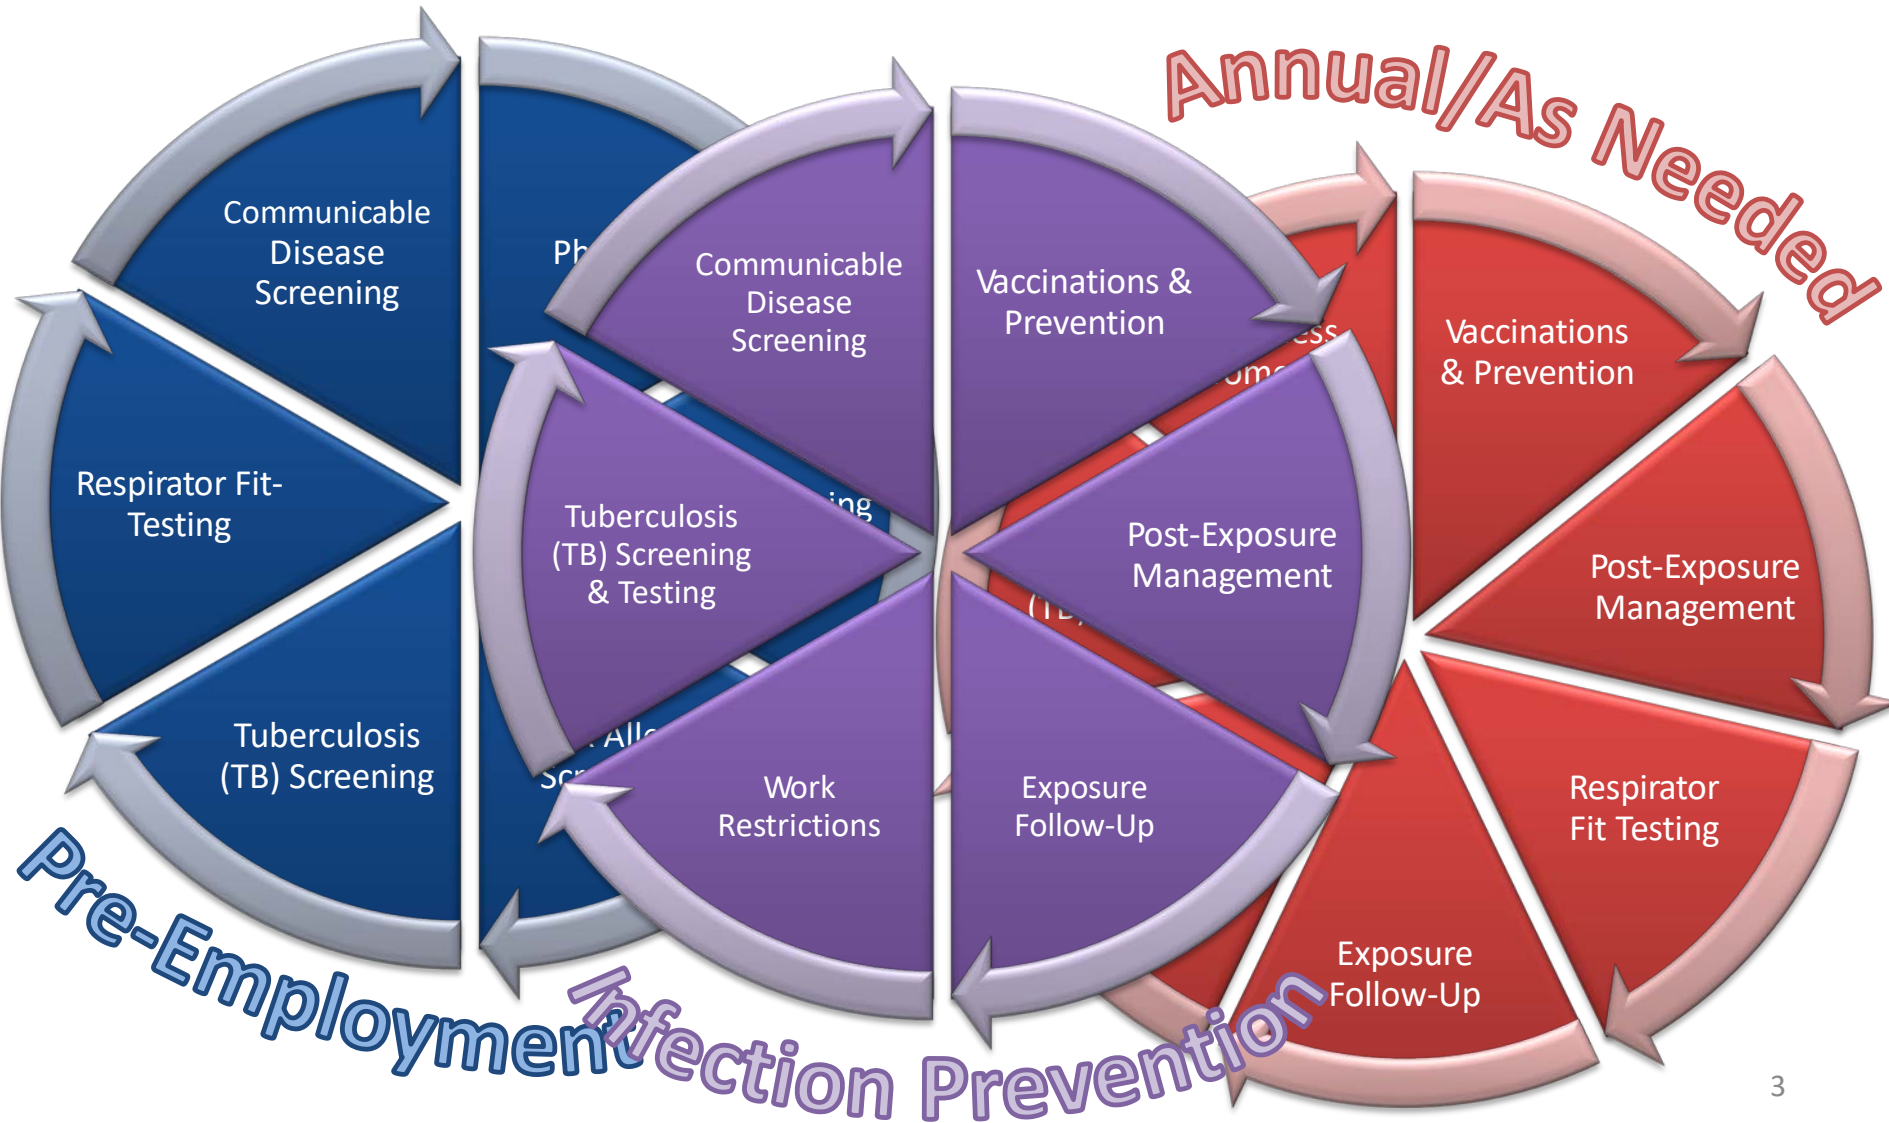 Annual/As Needed
Communicable
Disease
Screening
Respirator Fit-
Testing
Tuberculosis
(TB) Screening
Pre-Employment
Communicable
Disease
Screening
Vaccinations &
Prevention
Tuberculosis
(TB) Screening
& Testing
Post-Exposure
Management
Work
Restrictions
Exposure
Follow-Up
Infection Prevention
Vaccinations
& Prevention
Post-Exposure
Management
Respirator
Fit Testing
Exposure
Follow-Up
3